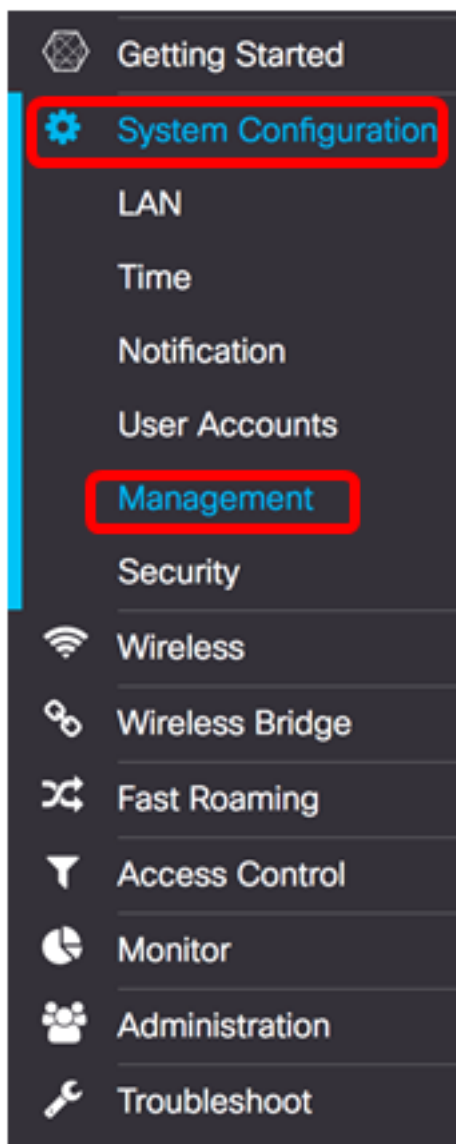 Getting Started
System Configuration
LAN
Time
Notification
User Accounts
Management
Security
Wireless
Wireless Bridge
Fast Roaming
Access Control
Monitor
Administration
Troubleshoot